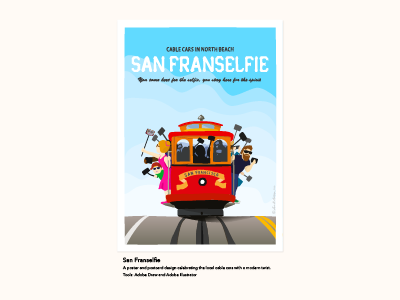 CABLE CARS IN NORTH BEACH
SAN FRANSELFIE
You come here for the selfie, you stay here for the spirit
SAN FRANSELFIE
San Franselfie
A poster and postcard design celebrating the local cable cars with a modern twist.
Tools: Adobe Draw and Adobe Illustrator